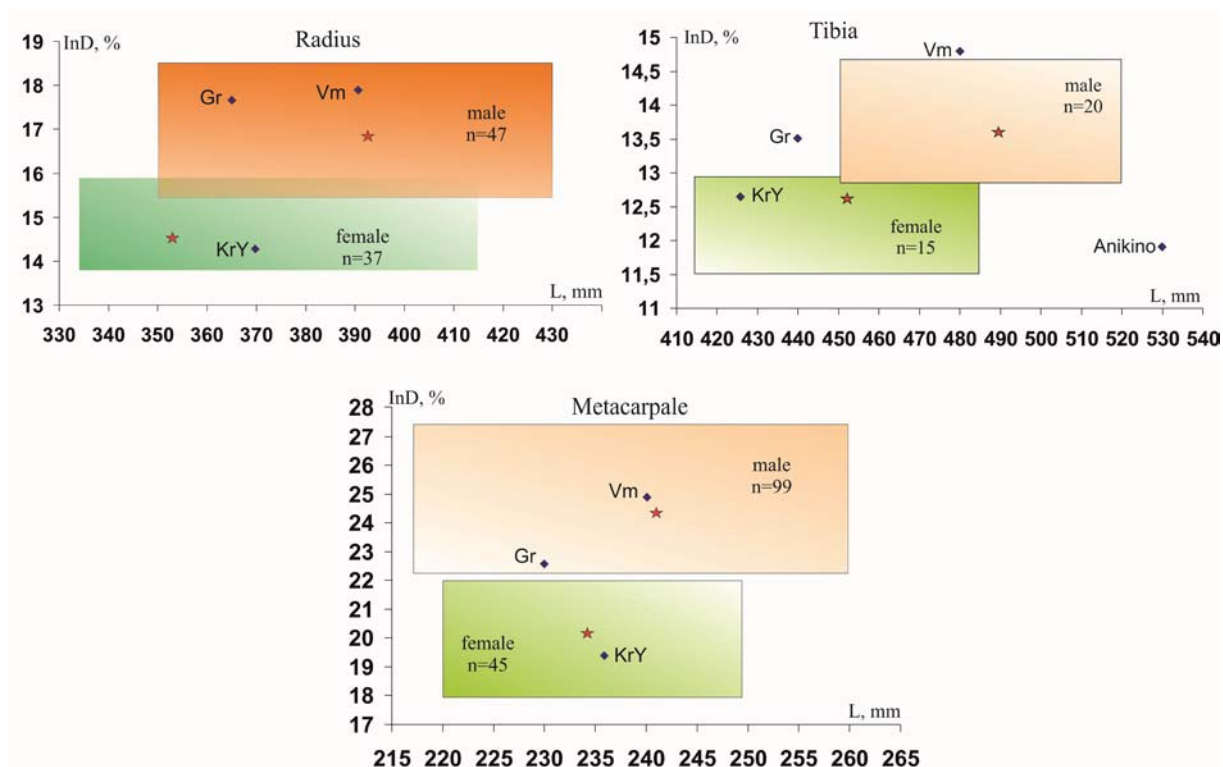 Radius
InD, %
19
18
17
16
15
14
13
Gr
Vm
male
n=47
KrY
female
n=37
L, mm
330 340 350 360 370 380 390 400 410 420 430
Tibia
InD, %
15
14,5
14
13,5
13
12,5
12
11,5
11
Vm
male
n=20
Gr
KrY
female
n=15
Anikino
L, mm
410 420 430 440 450 460 470 480 490 500 510 520 530 540
Metacarpale
InD, %
28
27
26
25
24
23
22
21
20
19
18
17
male
n=99
Vm
Gr
female
n=45
KrY
L, mm
215 220 225 230 235 240 245 250 255 260 265